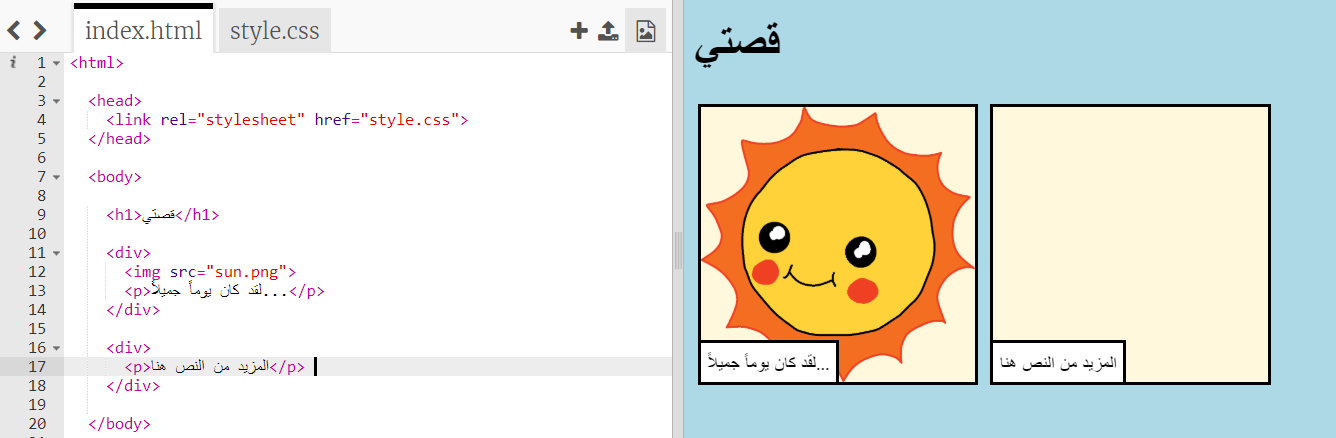 index.html style.css
i 1 <html>
2
3 <head>
4 <link rel="stylesheet" href="style.css">
5 </head>
6
7 <body>
8
9 <h1>قصتي</h1>
10
11 <div>
12 <img src="sun.png">
13 <p>لقد كان يوماً جميلاً...</p>
14 </div>
15
16 <div>
17 <p>المزيد من النص هنا</p>
18 </div>
19
20 </body>
قصتي
لقد كان يوماً جميلاً...
المزيد من النص هنا